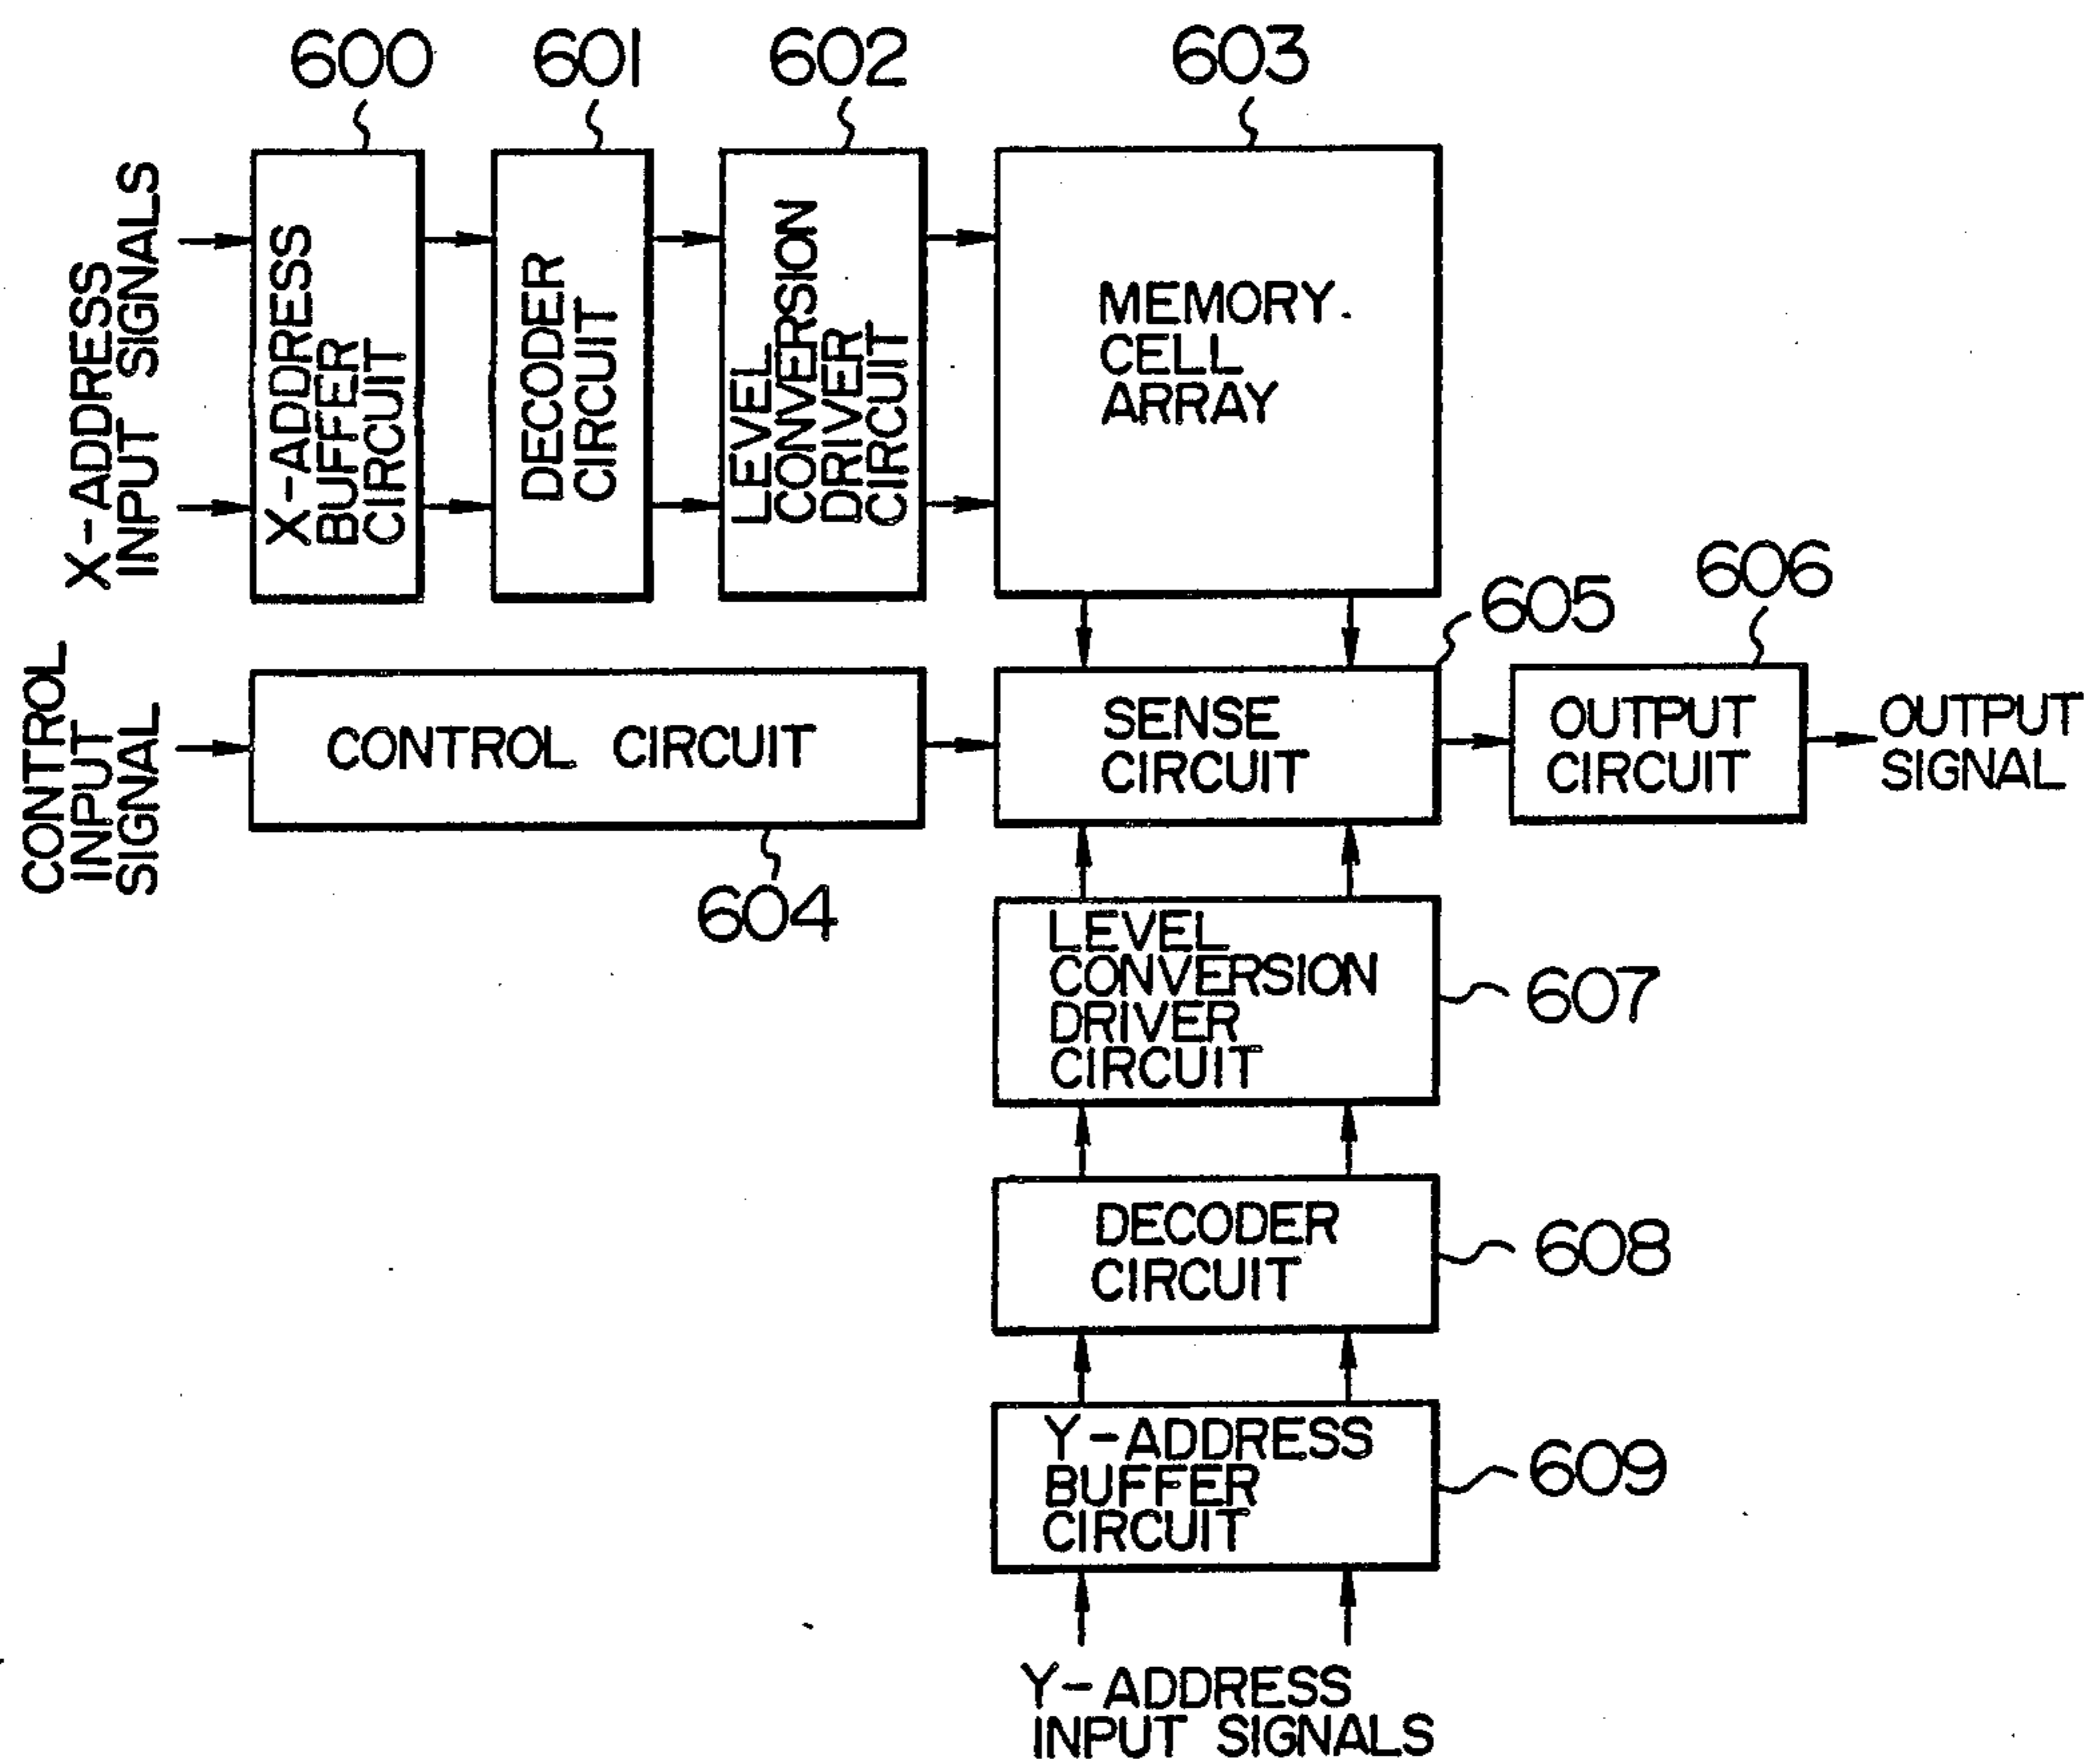 600
601
602
603
X-ADDRESS
INPUT SIGNALS
X-ADDRESS
BUFFER
CIRCUIT
DECODER
CIRCUIT
LEVEL
CONVERSION
DRIVER
CIRCUIT
MEMORY
CELL
ARRAY
605
606
CONTROL
INPUT
SIGNAL
CONTROL CIRCUIT
604
SENSE
CIRCUIT
OUTPUT
CIRCUIT
OUTPUT
SIGNAL
LEVEL
CONVERSION
DRIVER
CIRCUIT
607
DECODER
CIRCUIT
608
Y-ADDRESS
BUFFER
CIRCUIT
609
Y-ADDRESS
INPUT SIGNALS